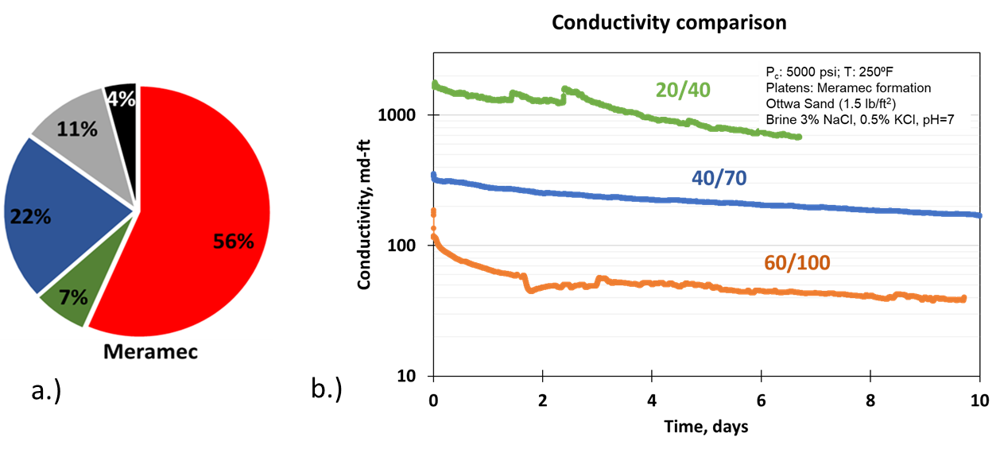 4%
11%
22%
56%
7%
Meramec
a.)
Conductivity comparison
P_c: 5000 psi; T: 250⁰F
Platens: Meramec formation
Ottwa Sand (1.5 lb/ft²)
Brine 3% NaCl, 0.5% KCl, pH=7
20/40
40/70
60/100
Conductivity, md-ft
1000
100
10
0
2
4
6
8
10
Time, days
b.)